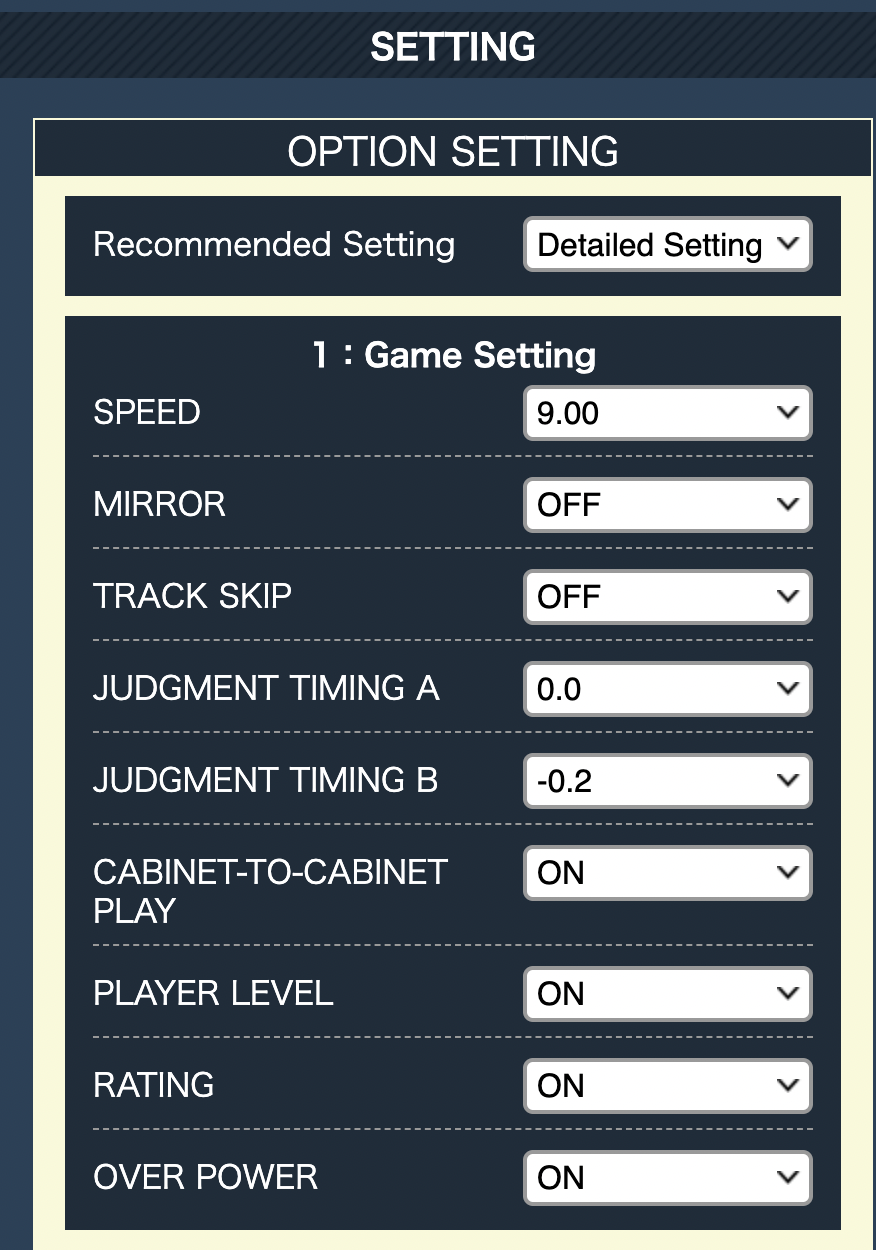 SETTING
OPTION SETTING
Recommended Setting Detailed Setting
1：Game Setting
SPEED 9.00
MIRROR OFF
TRACK SKIP OFF
JUDGMENT TIMING A 0.0
JUDGMENT TIMING B -0.2
CABINET-TO-CABINET ON
PLAY
PLAYER LEVEL ON
RATING ON
OVER POWER ON